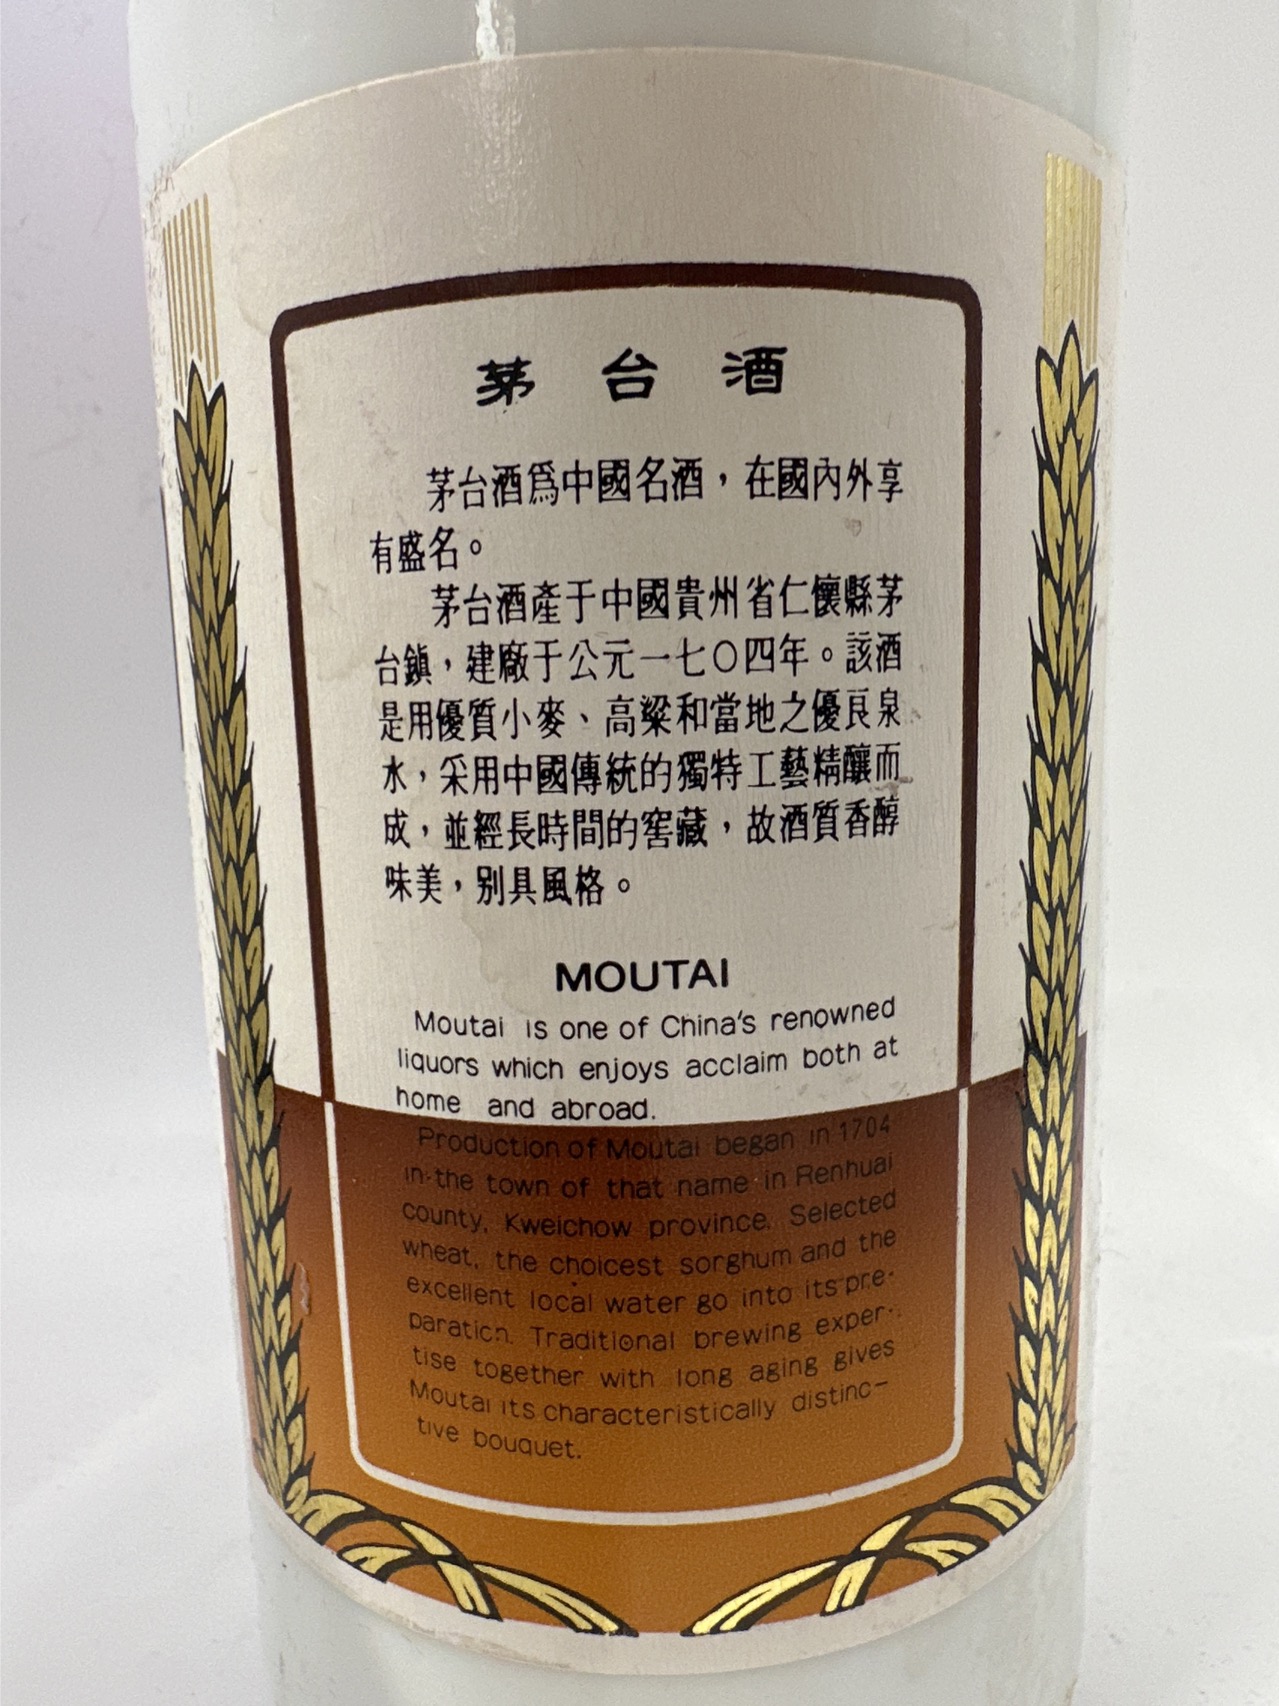 茅台酒
茅台酒爲中國名酒，在國內外享
有盛名。
茅台酒產于中國貴州省仁懷縣茅
台鎮，建廠于公元一七〇四年。該酒
是用優質小麥、高粱和當地之優良泉
水，采用中國傳統的獨特工藝精釀而
成，並經長時間的窖藏，故酒質香醇
味美，别具風格。
MOUTAI
Moutai is one of China's renowned
liquors which enjoys acclaim both at
home and abroad.
Production of Moutai began in 1704
in the town of that name in Renhuai
county, Kweichow province. Selected
wheat, the choicest sorghum and the
excellent local water go into its pre-
paration. Traditional brewing exper-
tise together with long aging gives
Moutai its characteristically distinc-
tive bouquet.